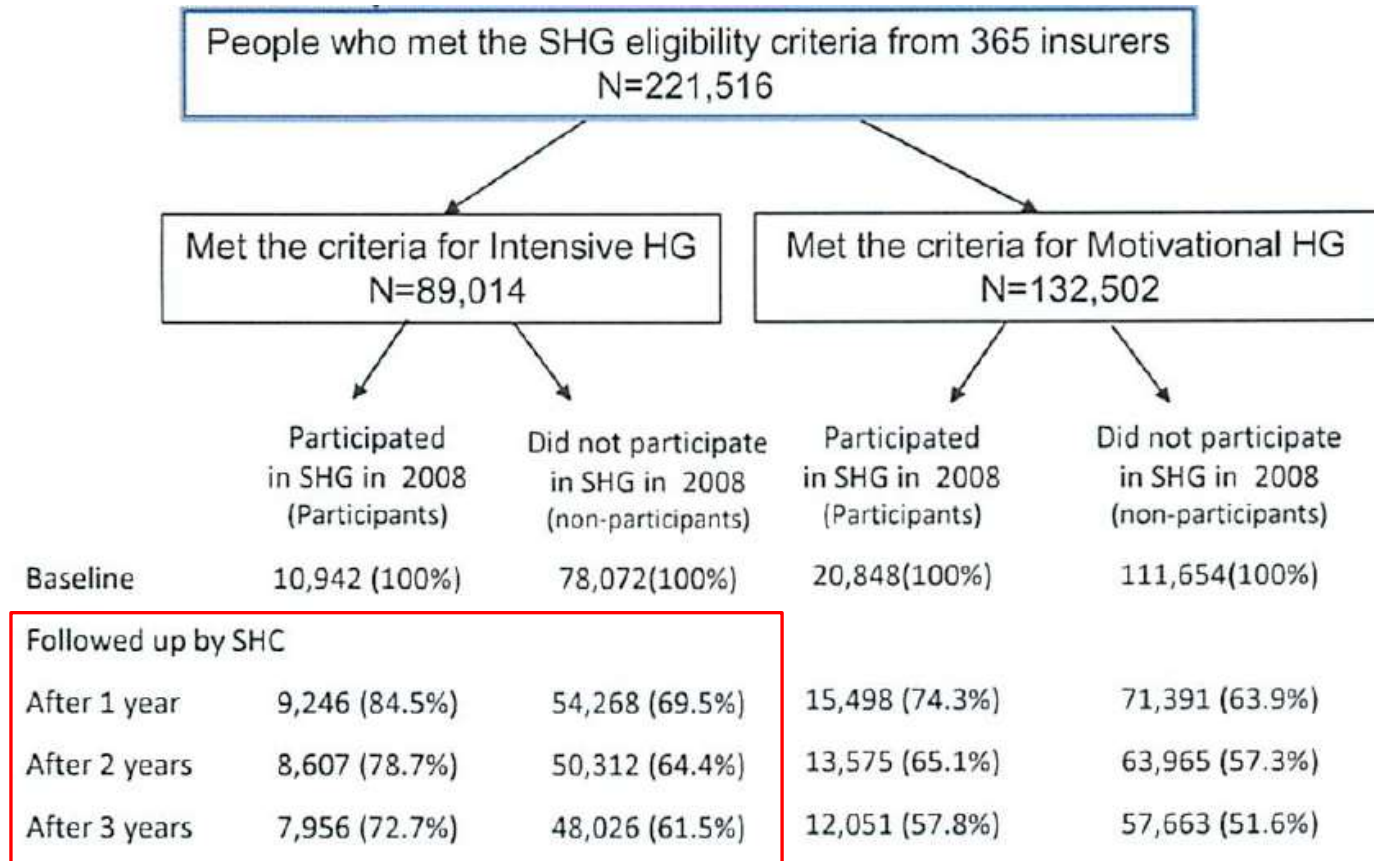 People who met the SHG eligibility criteria from 365 insurers
N=221,516
Met the criteria for Intensive HG
N=89,014
Met the criteria for Motivational HG
N=132,502
Participated
in SHG in 2008
(Participants)
Did not participate
in SHG in 2008
(non-participants)
Participated
in SHG in 2008
(Participants)
Did not participate
in SHG in 2008
(non-participants)
Baseline 10,942 (100%) 78,072(100%) 20,848(100%) 111,654(100%)
Followed up by SHC
After 1 year 9,246 (84.5%) 54,268 (69.5%) 15,498 (74.3%) 71,391 (63.9%)
After 2 years 8,607 (78.7%) 50,312 (64.4%) 13,575 (65.1%) 63,965 (57.3%)
After 3 years 7,956 (72.7%) 48,026 (61.5%) 12,051 (57.8%) 57,663 (51.6%)